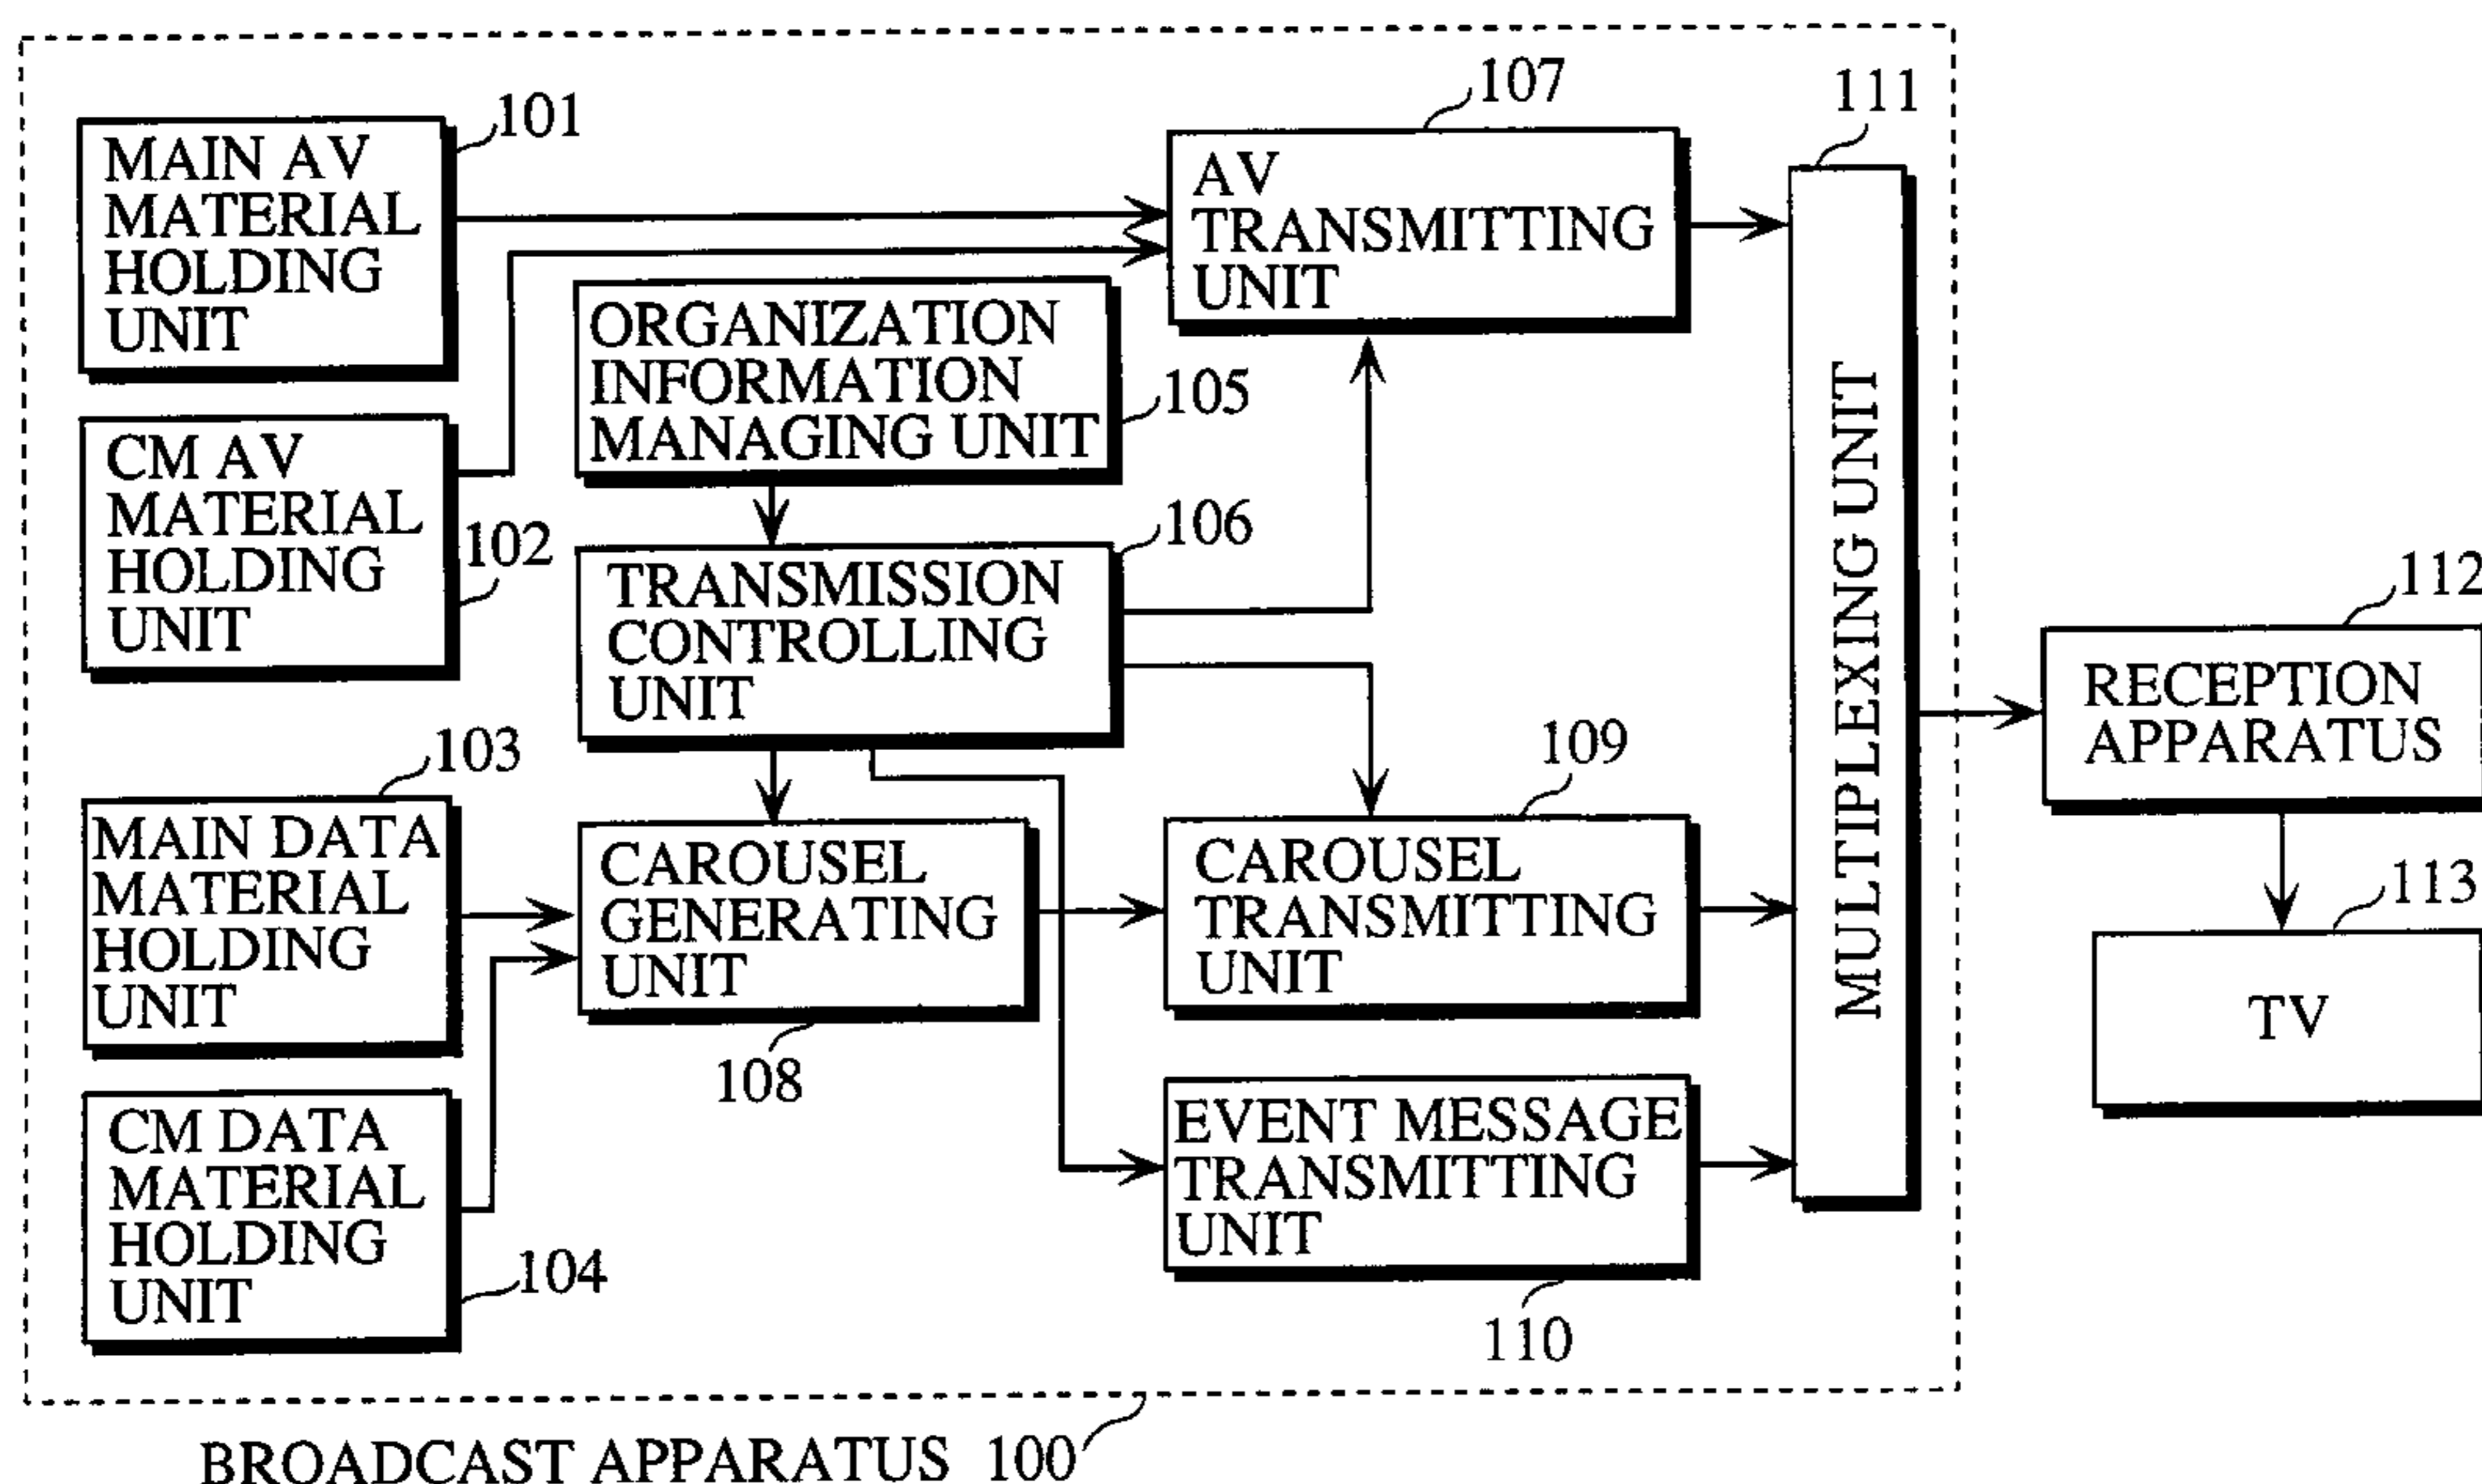 101
MAIN AV
MATERIAL
HOLDING
UNIT
CM AV
MATERIAL
HOLDING
UNIT
102
103
MAIN DATA
MATERIAL
HOLDING
UNIT
CM DATA
MATERIAL
HOLDING
UNIT
104
ORGANIZATION
INFORMATION
MANAGING UNIT
105
106
TRANSMISSION
CONTROLLING
UNIT
CAROUSEL
GENERATING
UNIT
108
107
AV
TRANSMITTING
UNIT
109
CAROUSEL
TRANSMITTING
UNIT
EVENT MESSAGE
TRANSMITTING
UNIT
110
111
MULTIPLEXING UNIT
112
RECEPTION
APPARATUS
113
TV
BROADCAST APPARATUS 100